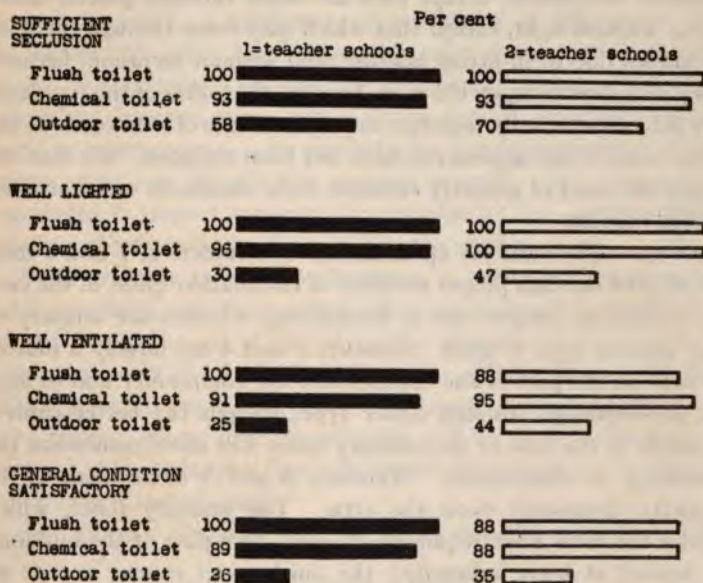 Per cent
SUFFICIENT
SECLUSION
1=teacher schools 2=teacher schools
Flush toilet 100 100
Chemical toilet 93 93
Outdoor toilet 58 70
WELL LIGHTED
Flush toilet 100 100
Chemical toilet 96 100
Outdoor toilet 30 47
WELL VENTILATED
Flush toilet 100 88
Chemical toilet 91 95
Outdoor toilet 25 44
GENERAL CONDITION
SATISFACTORY
Flush toilet 100 88
Chemical toilet 89 88
Outdoor toilet 26 35